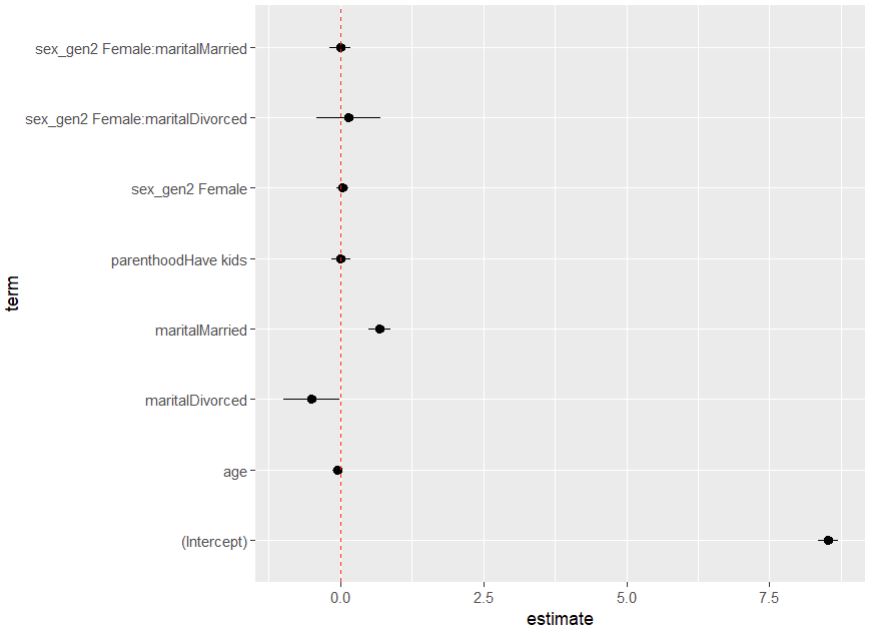 sex_gen2 Female:maritalMarried
sex_gen2 Female:maritalDivorced
sex_gen2 Female
parenthoodHave kids
term
maritalMarried
maritalDivorced
age
(Intercept)
0.0 2.5 5.0 7.5
estimate